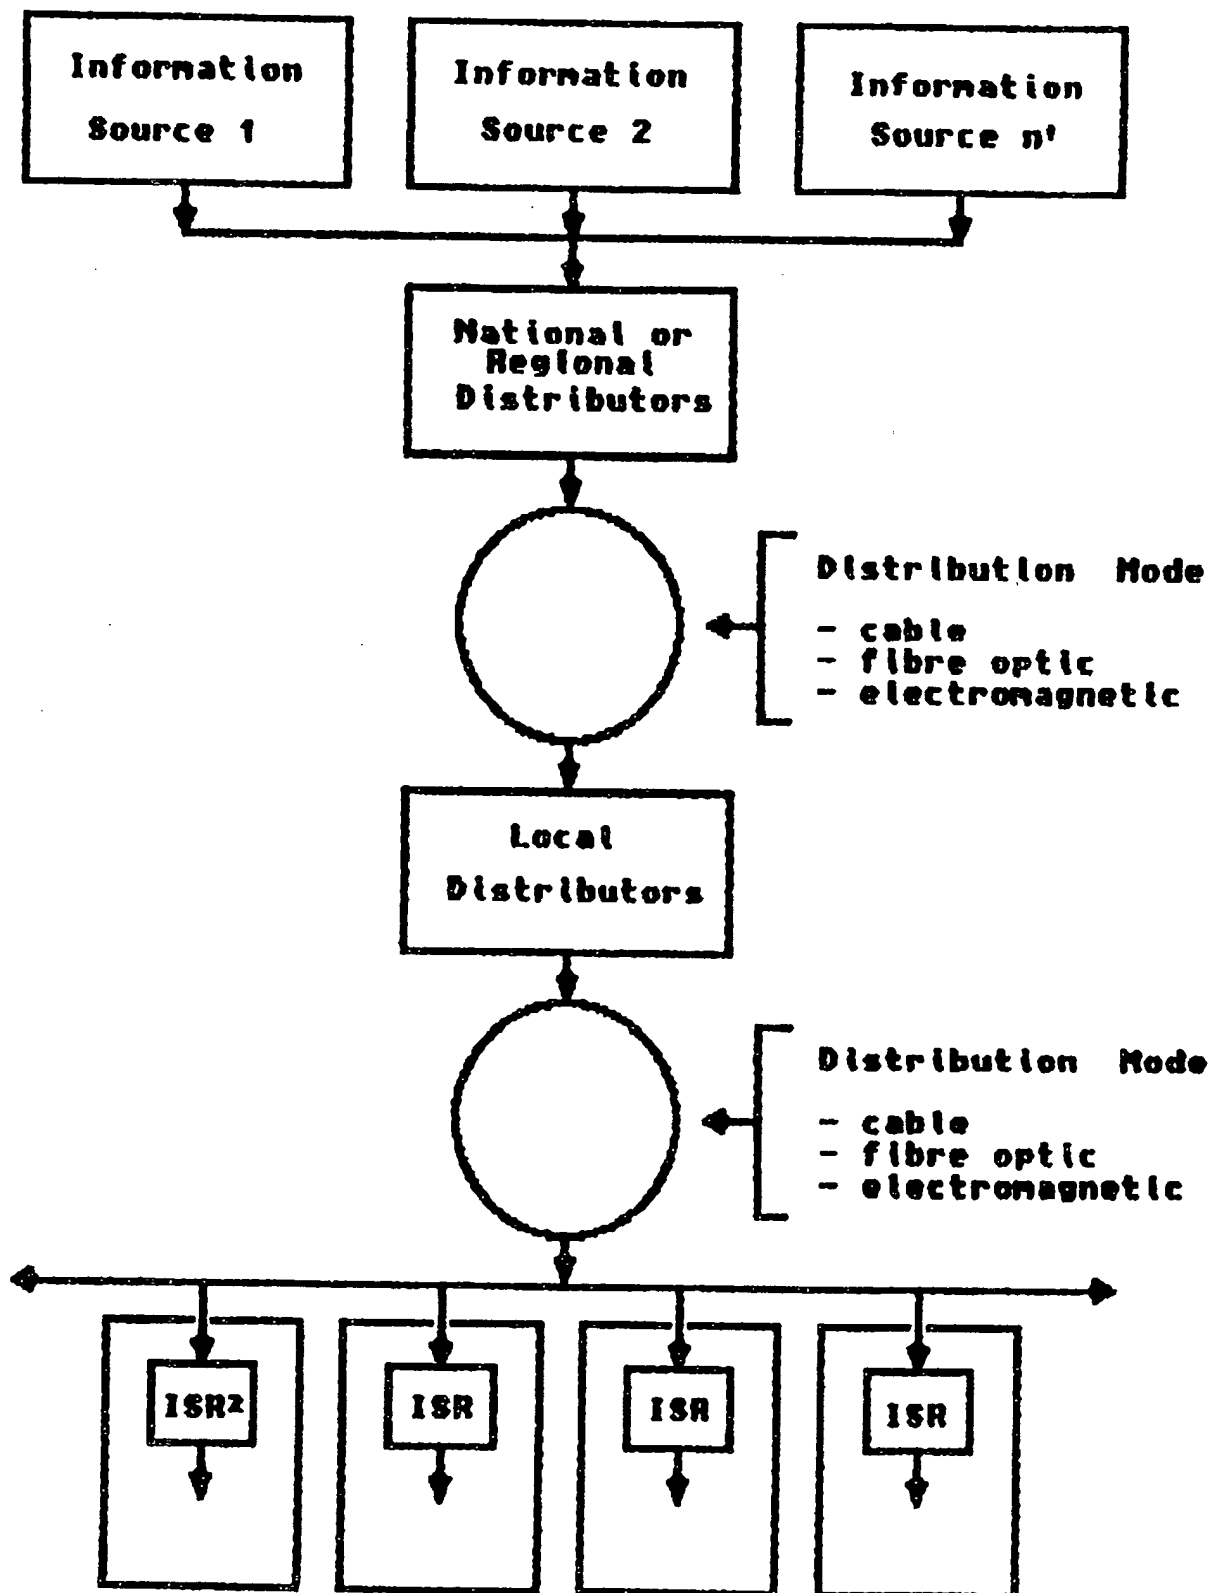 Information
Source 1
Information
Source 2
Information
Source n'
National or
Regional
Distributors
Distribution Mode
- cable
- fibre optic
- electromagnetic
Local
Distributors
Distribution Mode
- cable
- fibre optic
- electromagnetic
ISR²
ISR
ISR
ISR